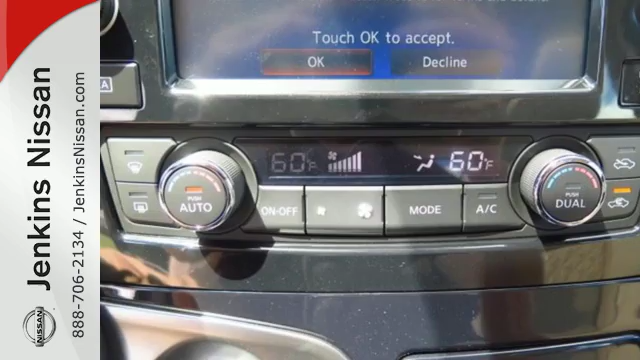 Touch OK to accept.
OK
Decline
A
60°F
60°F
PUSH
AUTO
ON-OFF
MODE
A/C
PUSH
DUAL
Jenkins Nissan
888-706-2134 / JenkinsNissan.com
NISSAN